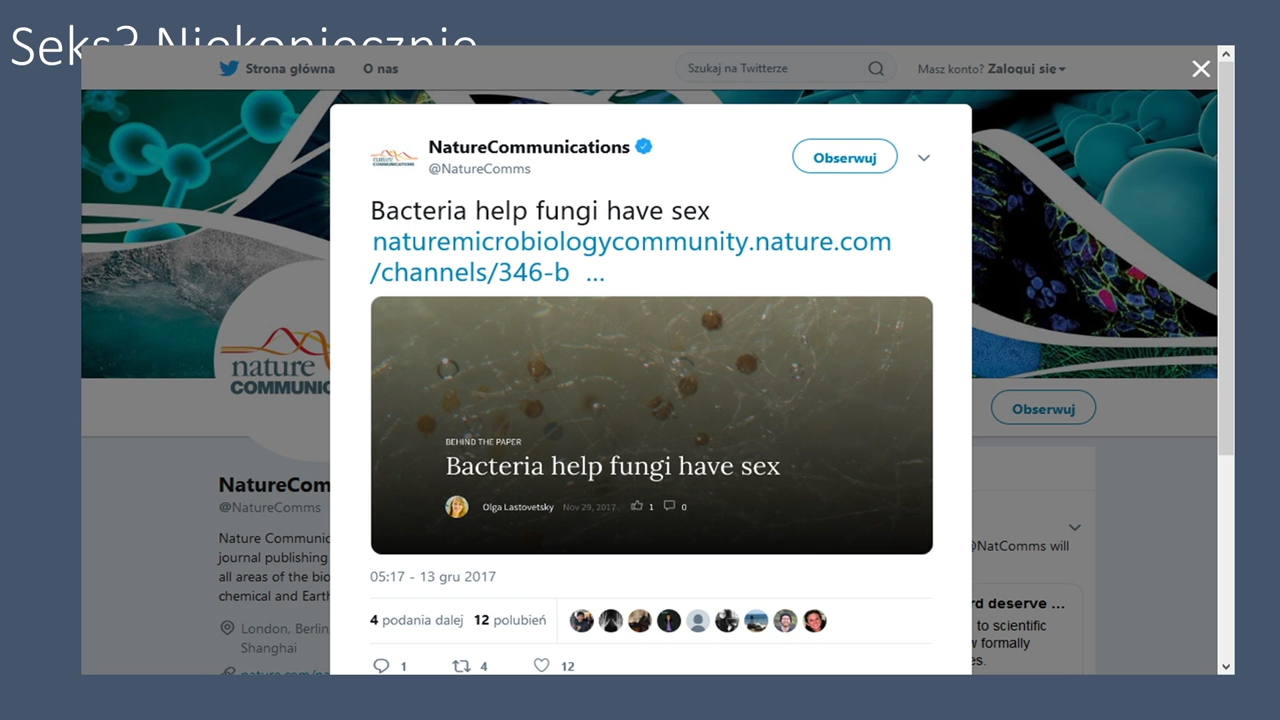 Seks? Niekoniecznie
Strona główna O nas Szukaj na Twitterze Masz konto? Zaloguj się
NatureCommunications
@NatureComms
Obserwuj
Bacteria help fungi have sex
naturemicrobiologycommunity.nature.com
/channels/346-b …
BEHIND THE PAPER
Bacteria help fungi have sex
Olga Lastovetsky Nov 29, 2017 1 0
05:17 - 13 gru 2017
4 podania dalej 12 polubień
1 4 12
nature
COMMUNIC
Obserwuj
NatureCom
@NatureComms
Nature Communic
journal publishing
all areas of the bio
chemical and Earth
London, Berlin,
Shanghai
@NatComms will
rd deserve ...
to scientific
formally
es.